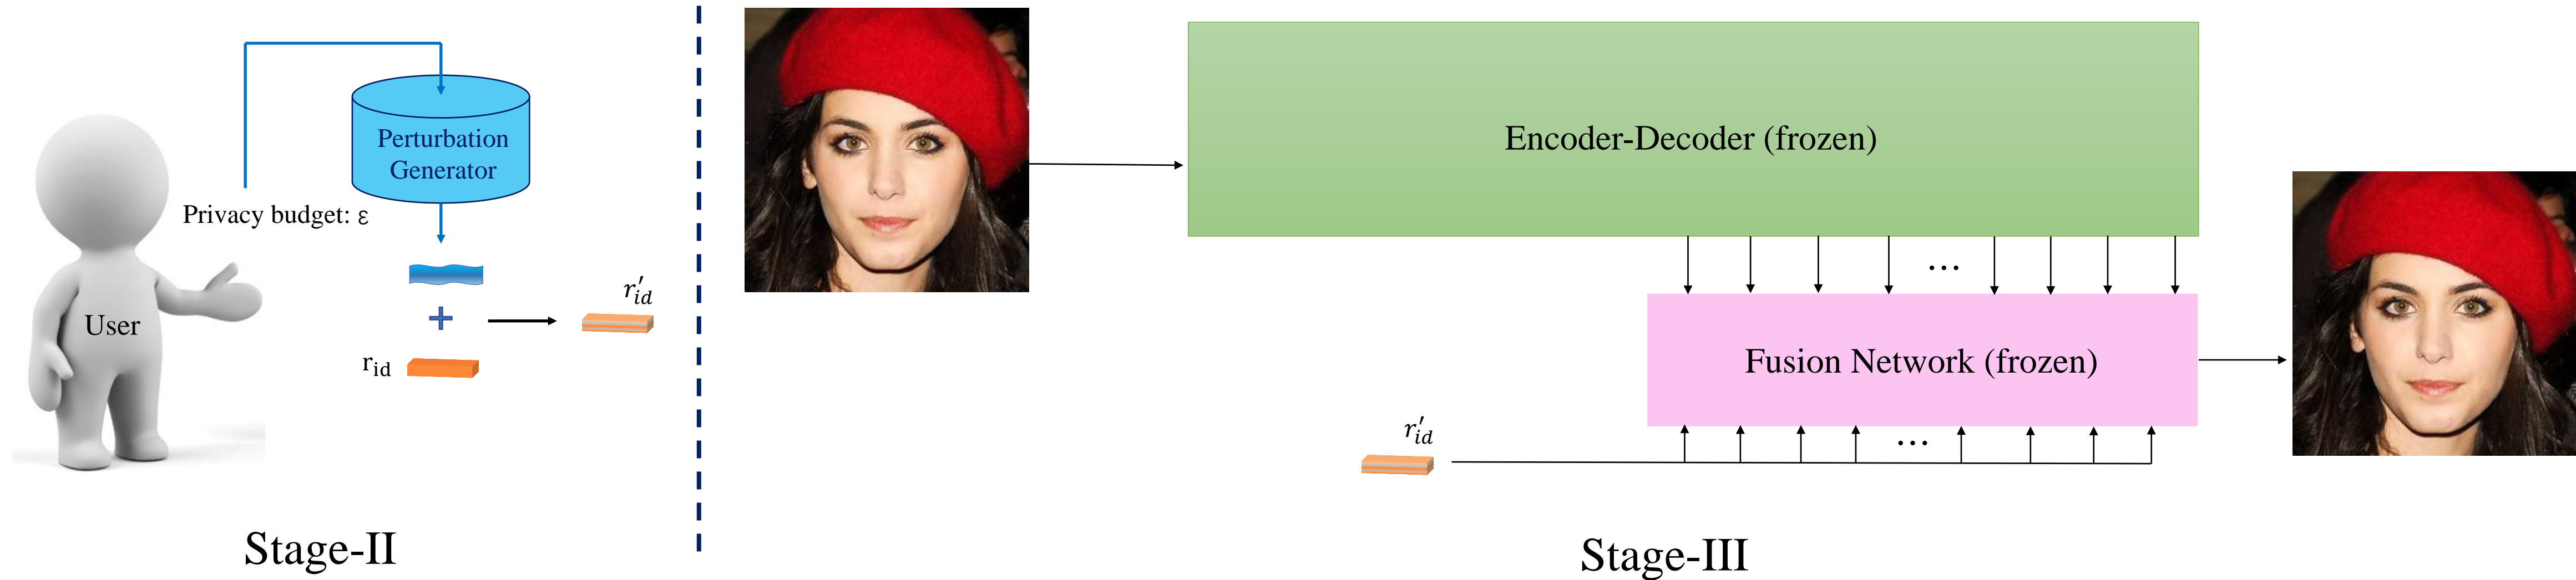 Perturbation
Generator
Privacy budget: ε
User
+
r′id
rid
Stage-II
Encoder-Decoder (frozen)
...
Fusion Network (frozen)
r′id
...
Stage-III